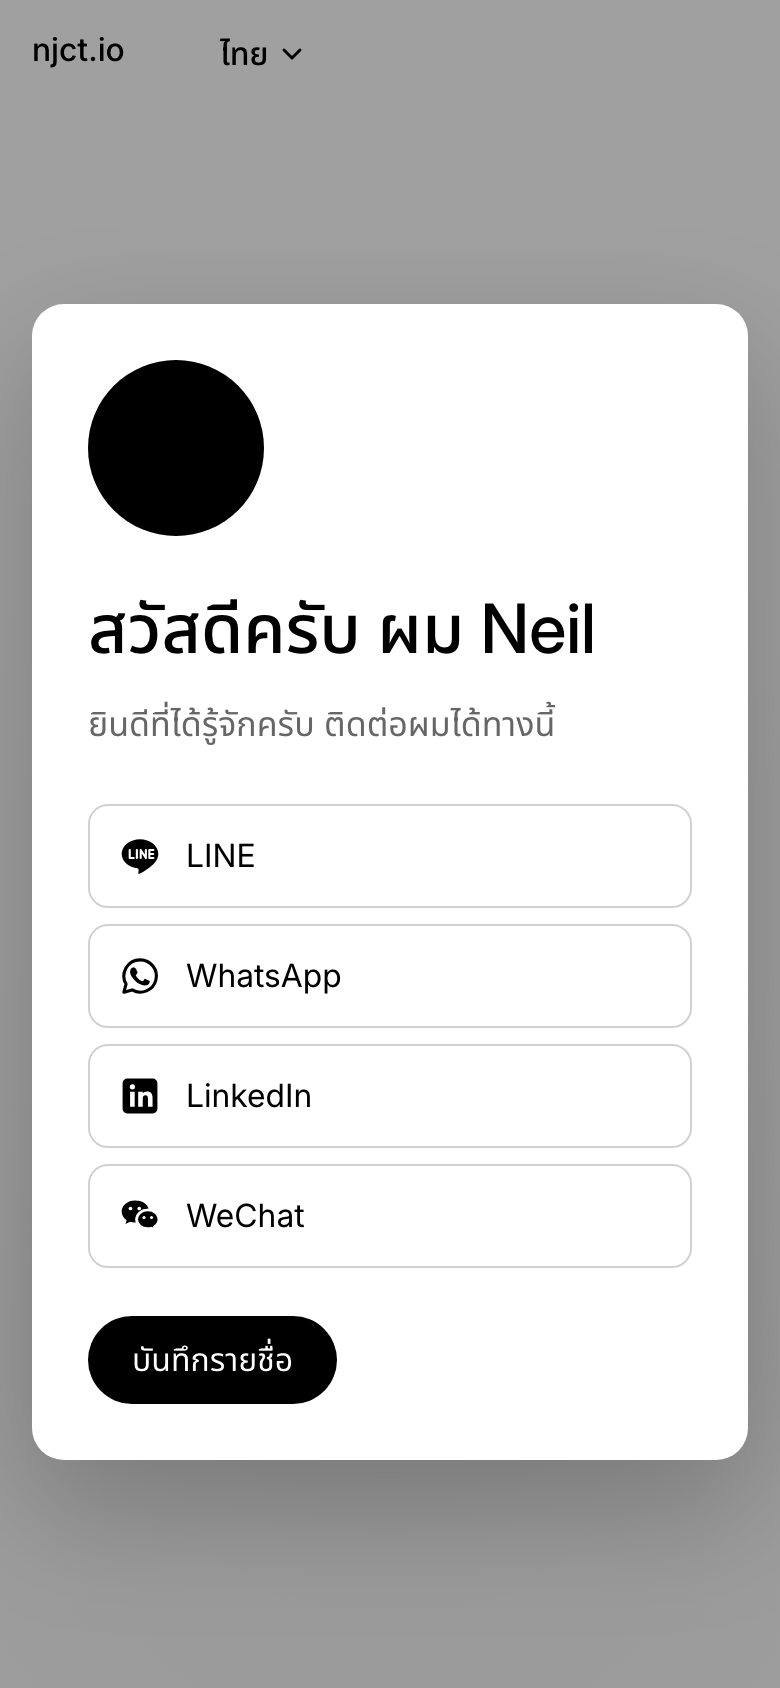 njct.io
ไทย
สวัสดีครับ ผม Neil
ยินดีที่ได้รู้จักครับ ติดต่อผมได้ทางนี้
LINE LINE
WhatsApp
in LinkedIn
WeChat
บันทึกรายชื่อ